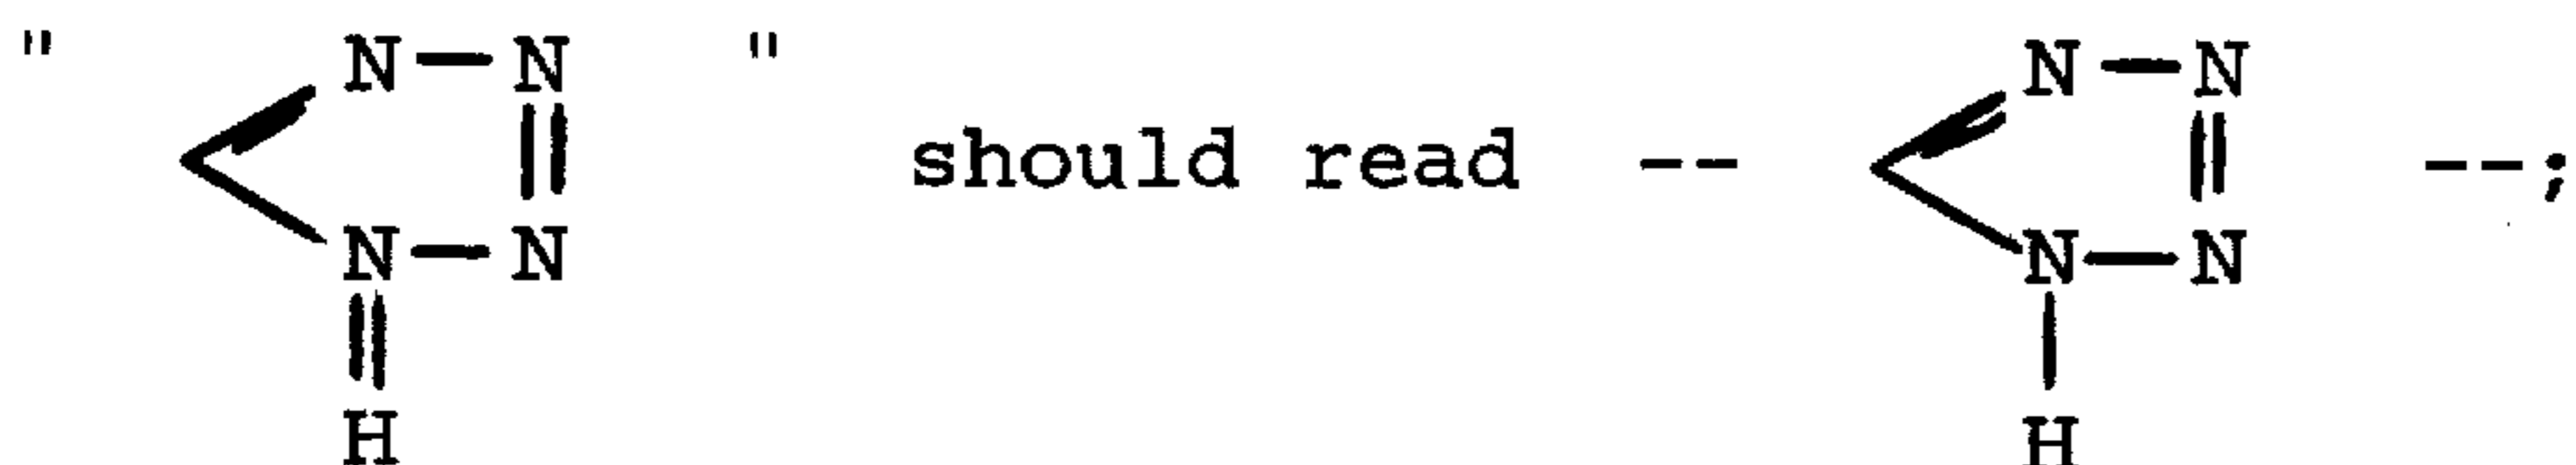 " N—N " N—N
should read -- --;
N—N N—N
H H